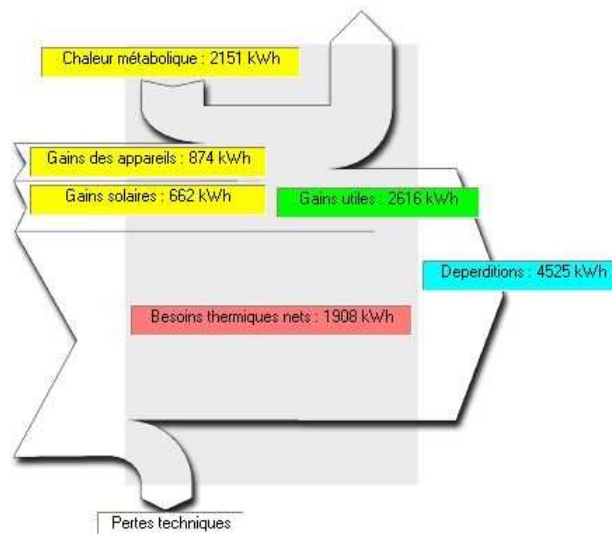 Chaleur métabolique : 2151 kWh
Gains des appareils : 874 kWh
Gains solaires : 662 kWh
Gains utiles : 2616 kWh
Deperditions : 4525 kWh
Besoins thermiques nets : 1908 kWh
Pertes techniques